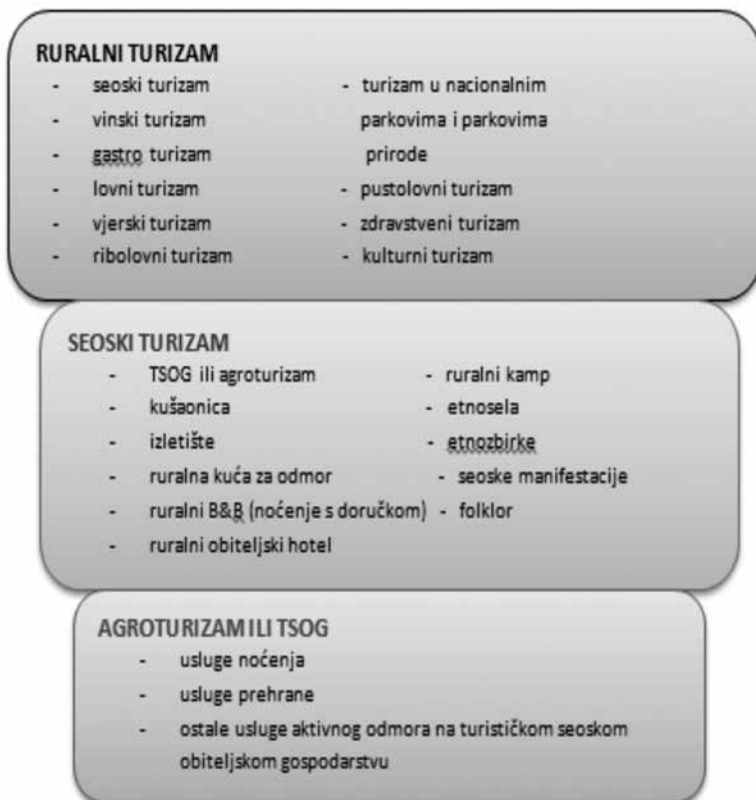 RURALNI TURIZAM
- seoski turizam
- vinski turizam
- gastro turizam
- lovni turizam
- vjerski turizam
- ribolovni turizam
- turizam u nacionalnim
parkovima i parkovima
prirode
- pustolovni turizam
- zdravstveni turizam
- kulturni turizam
SEOSKI TURIZAM
- TSOG ili agroturizam
- kušaonica
- izletište
- ruralna kuća za odmor
- ruralni B&B (noćenje s doručkom)
- ruralni obiteljski hotel
- ruralni kamp
- etnosela
- etnozbirke
- seoske manifestacije
- folklor
AGROTURIZAM ILI TSOG
- usluge noćenja
- usluge prehrane
- ostale usluge aktivnog odmora na turističkom seoskom
obiteljskom gospodarstvu